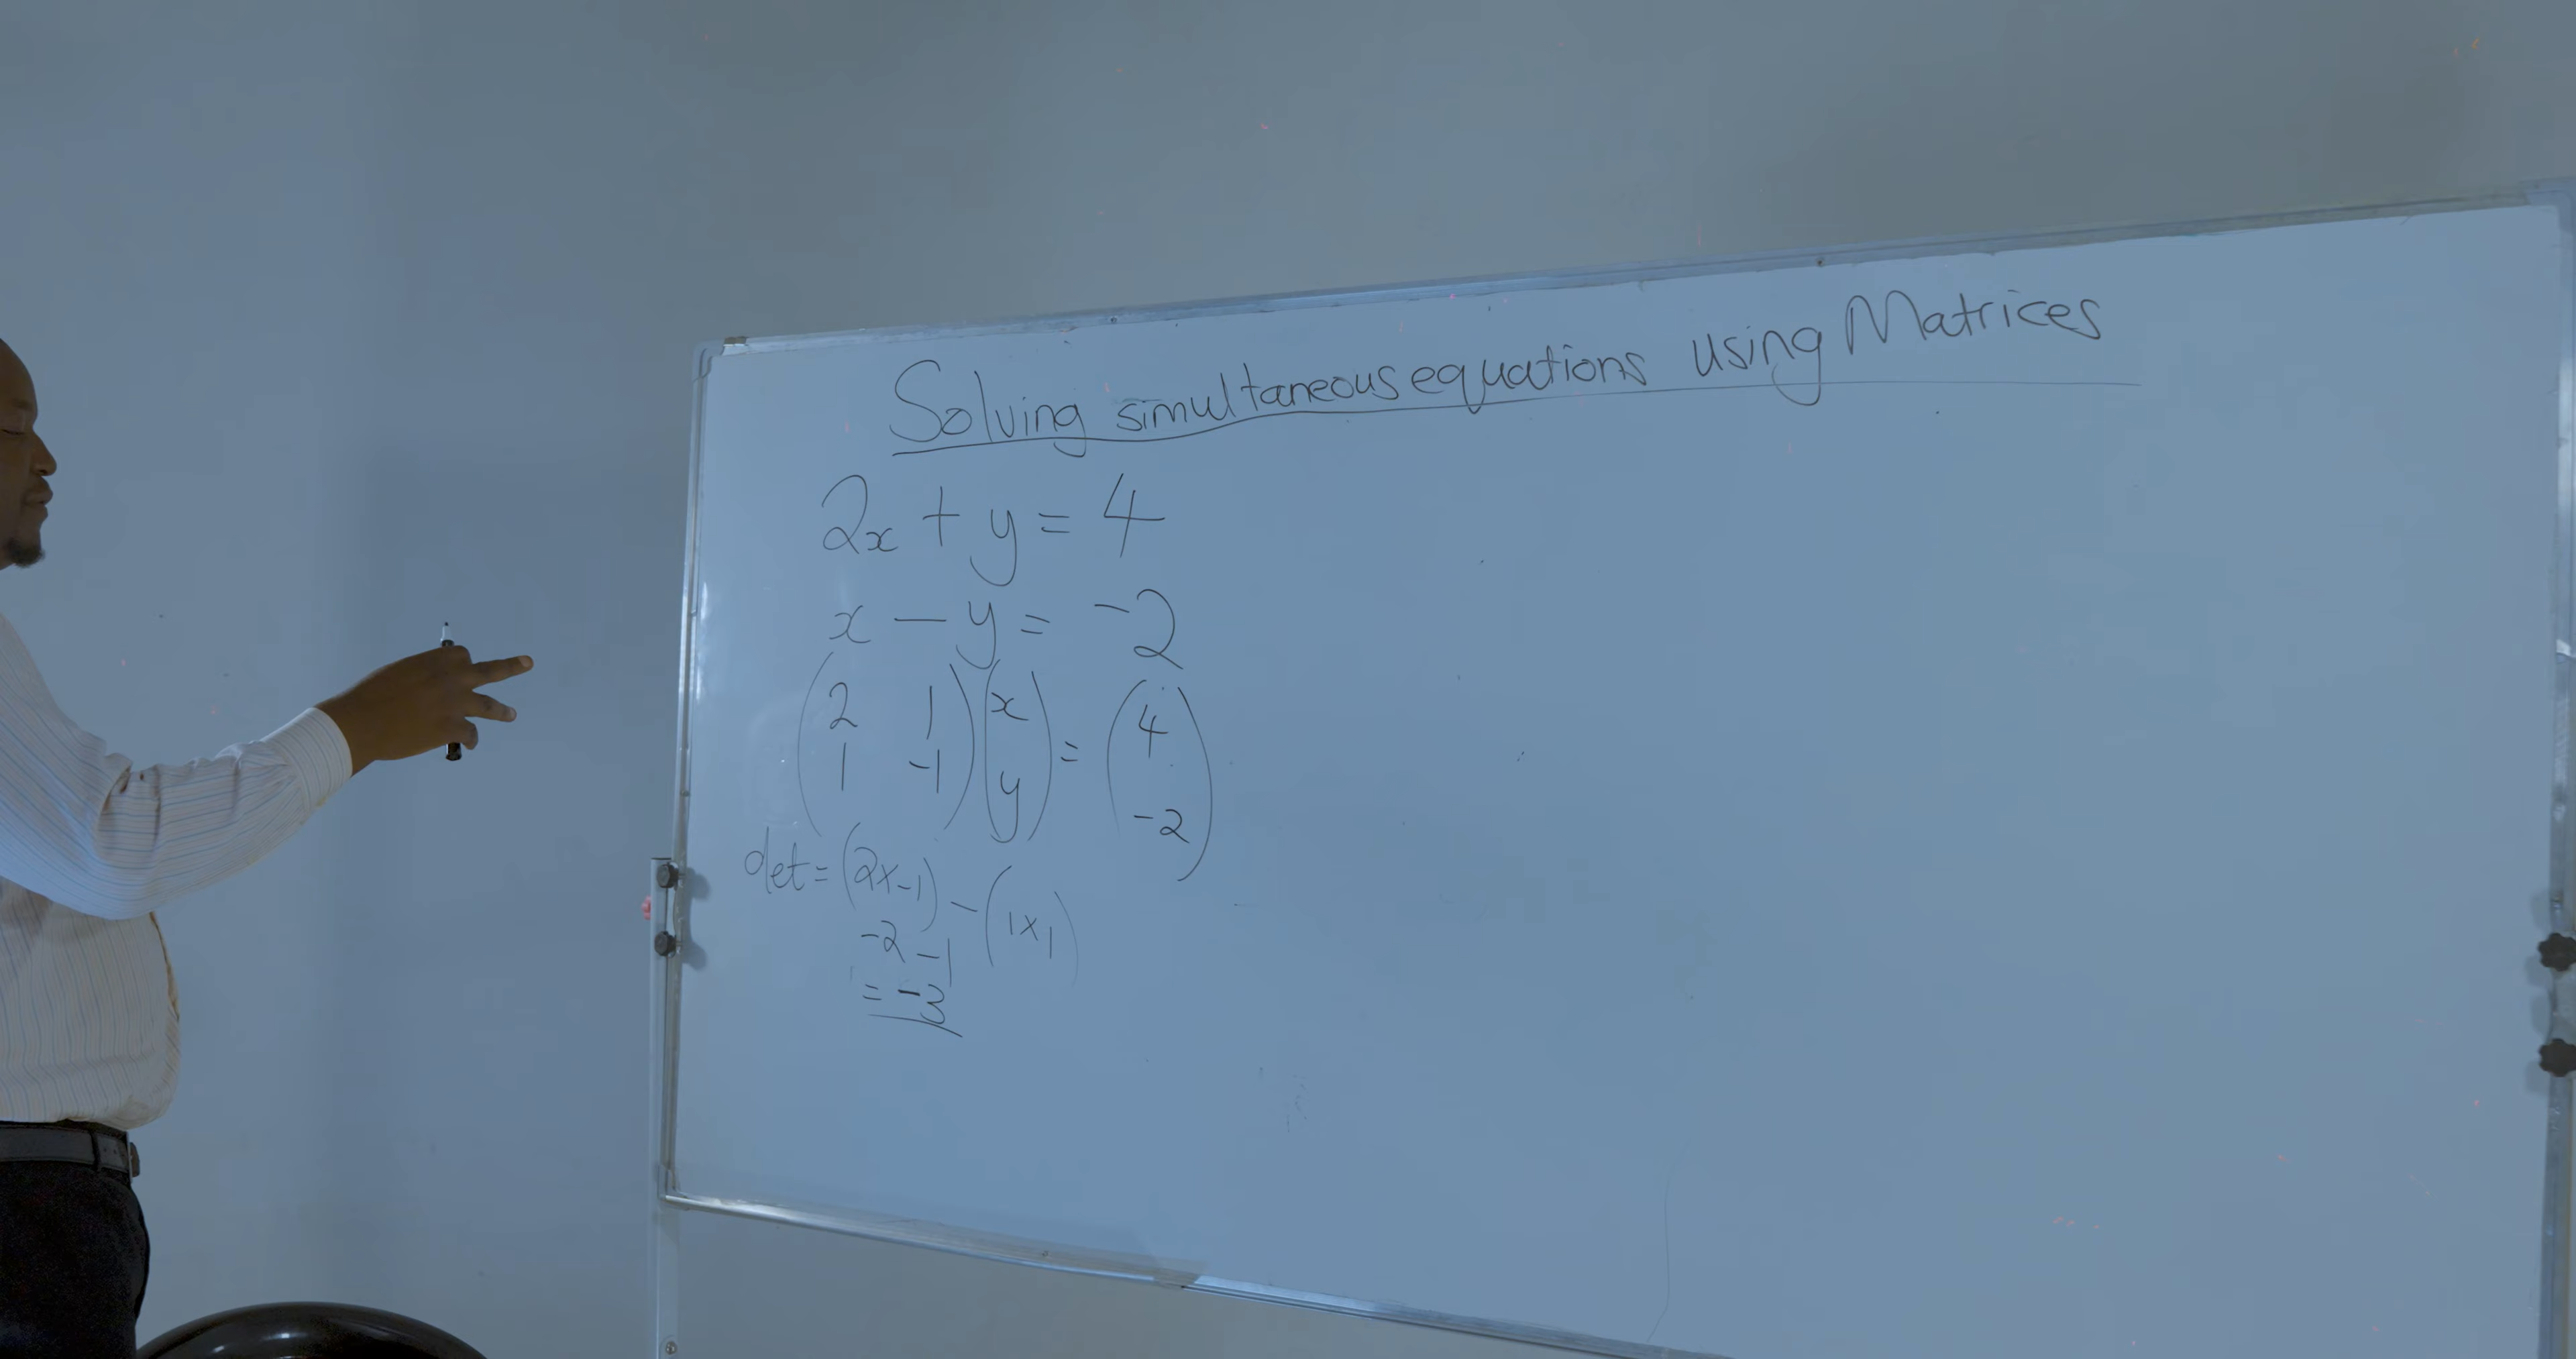 Solving simultaneous equations using Matrices
2x + y = 4
x - y = -2
(2 1) (x) = (4)
(1 -1) (y) (-2)
det = (2x-1) - (1x1)
-2 -1
= -3